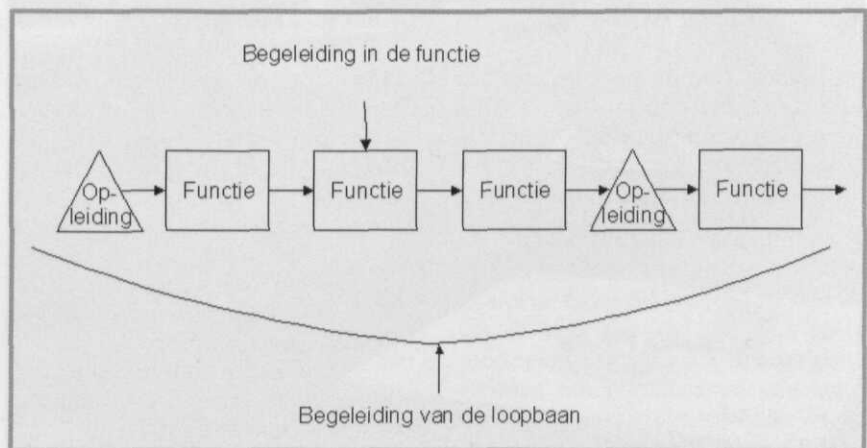 Begeleiding in de functie
Op-
leiding
Functie
Functie
Functie
Op-
leiding
Functie
Begeleiding van de loopbaan